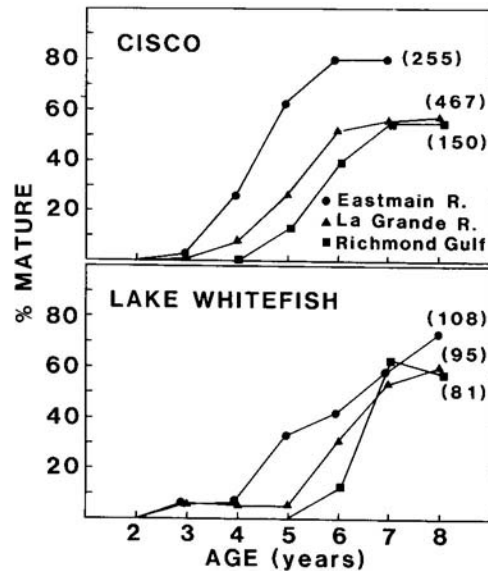 CISCO
80
60
40
20
(255)
(467)
(150)
Eastmain R.
La Grande R.
Richmond Gulf
% MATURE
LAKE WHITEFISH
80
60
40
20
(108)
(95)
(81)
2 3 4 5 6 7 8
AGE (years)